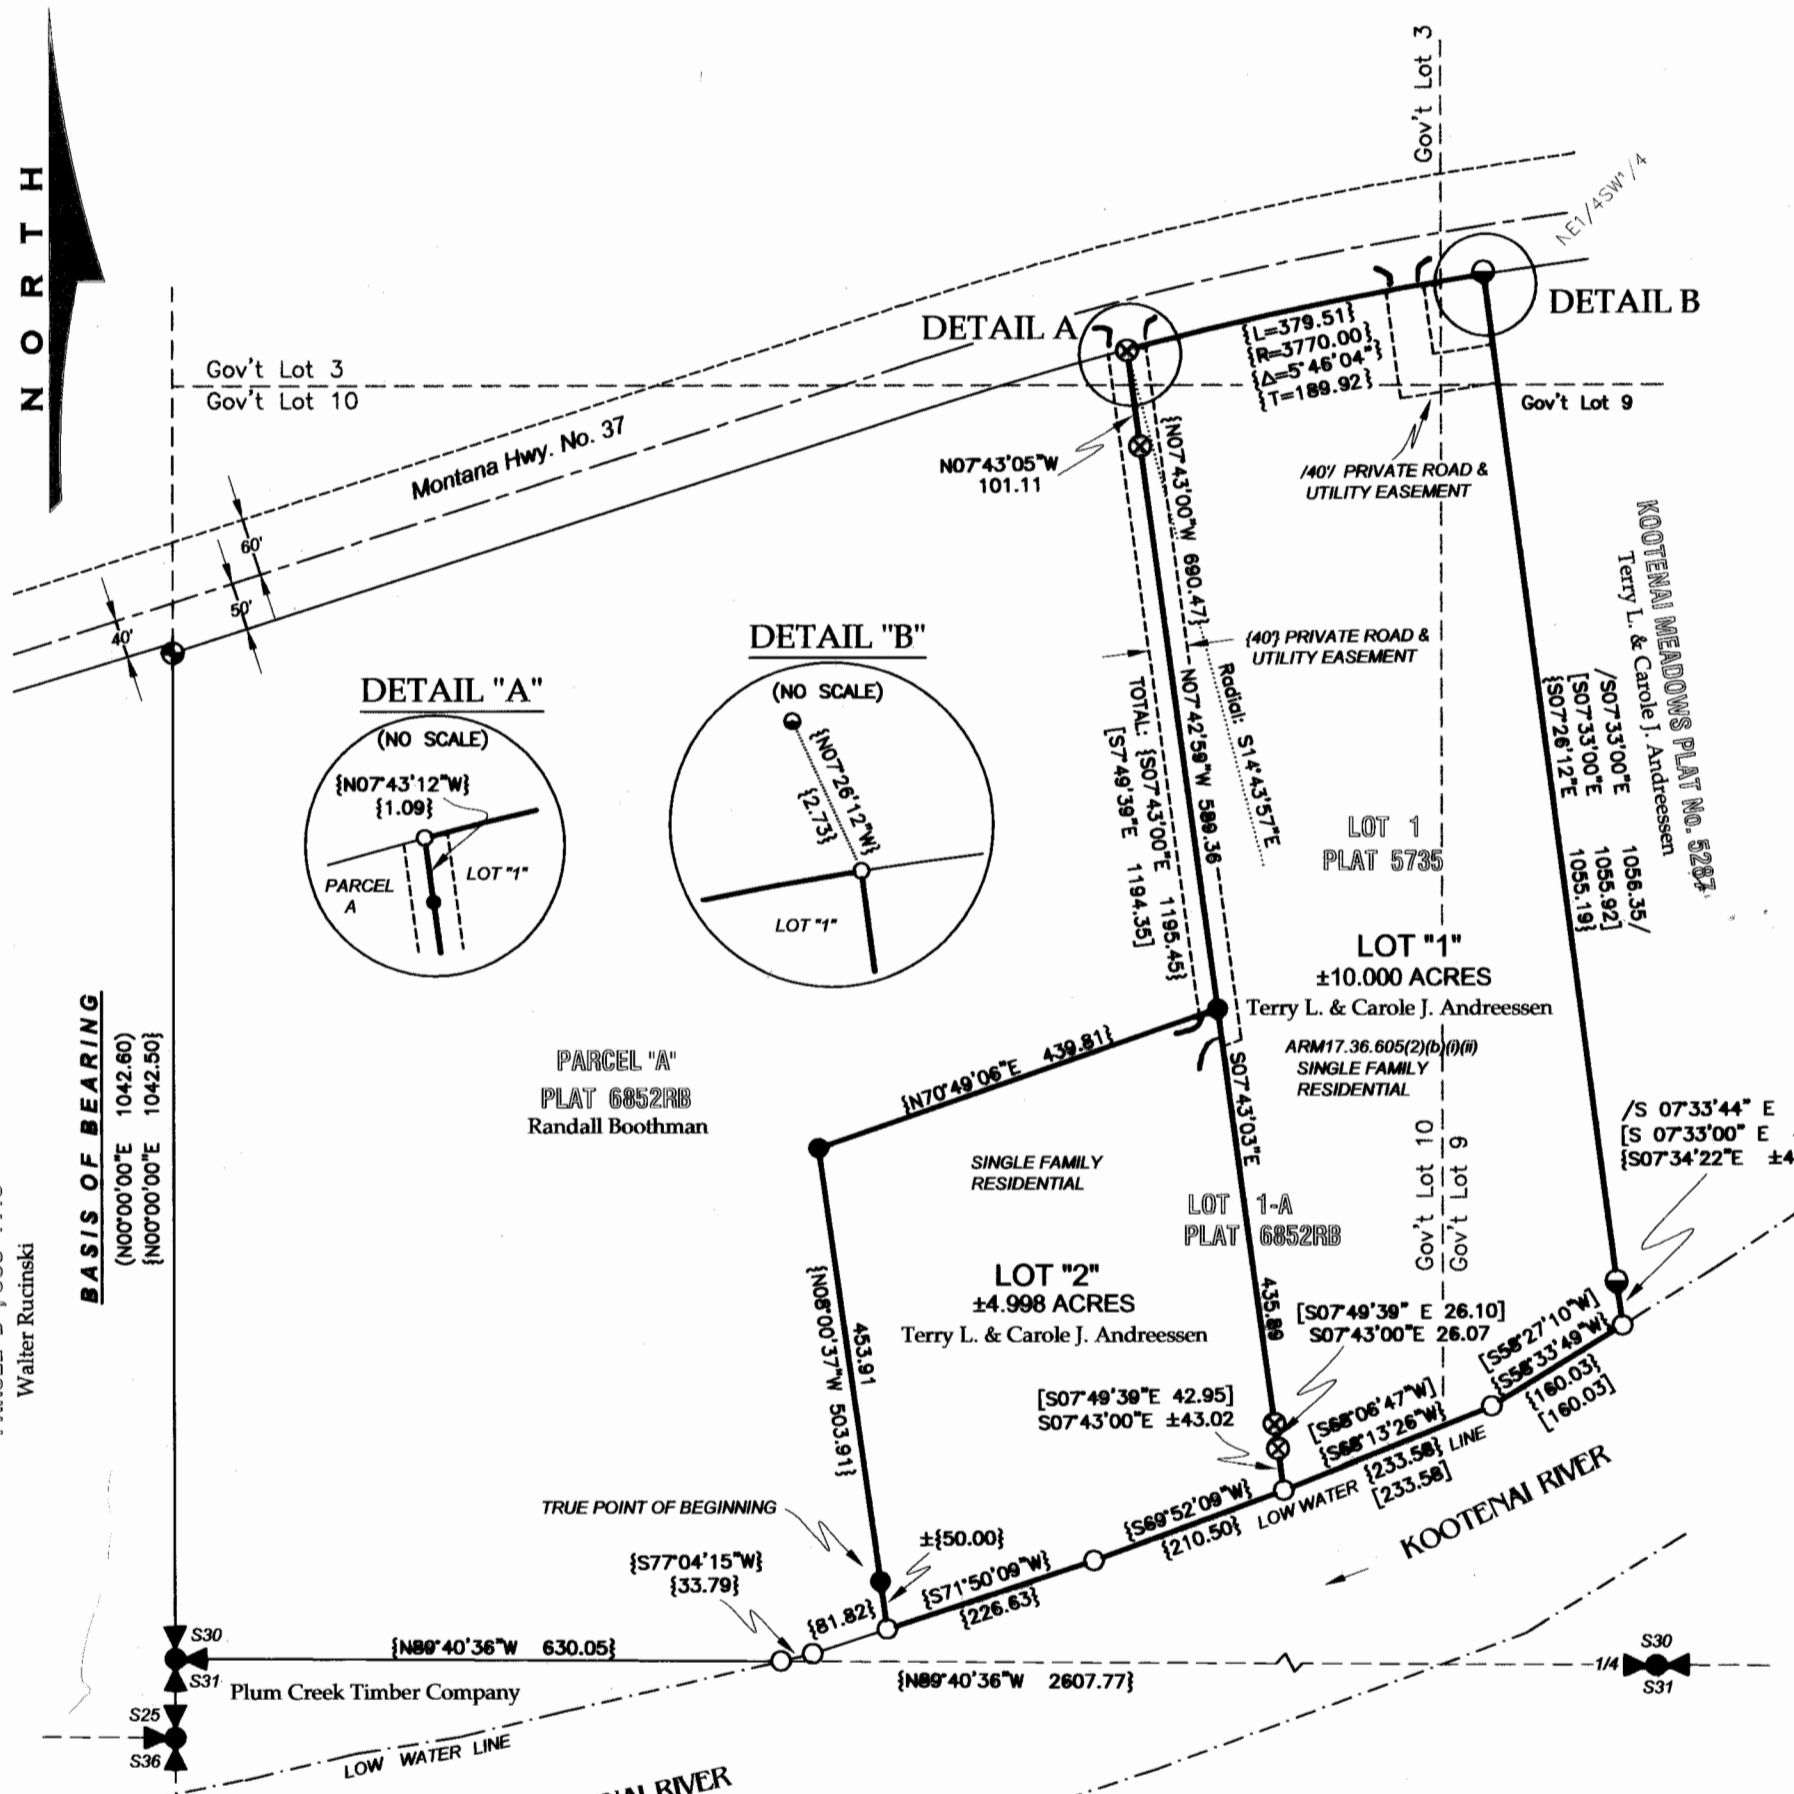 NORTH
Gov't Lot 3
NE1/4SW1/4
DETAIL A
DETAIL B
{L=379.51}
{R=3770.00}
{Δ=5°46'04"}
{T=189.92}
Gov't Lot 3
Gov't Lot 10
Gov't Lot 9
Montana Hwy. No. 37
N07°43'05"W
101.11
/40'/ PRIVATE ROAD &
UTILITY EASEMENT
{N07°43'00"W 690.47}
60'
50'
40'
KOOTENAI MEADOWS PLAT No. 5287
Terry L. & Carole J. Andreessen
/S07°33'00"E 1056.35/
[S07°33'00"E 1055.92]
{S07°26'12"E 1055.19}
{40'} PRIVATE ROAD &
UTILITY EASEMENT
Radial: S14°43'57"E
N07°42'59"W 589.36
TOTAL: {S07°43'00"E 1195.45}
[S7°49'39"E 1194.35]
DETAIL "A"
(NO SCALE)
{N07°43'12"W}
{1.09}
PARCEL
A
LOT "1"
DETAIL "B"
(NO SCALE)
{N07°26'12"W}
{2.73}
LOT "1"
LOT 1
PLAT 5735
LOT "1"
±10.000 ACRES
Terry L. & Carole J. Andreessen
ARM17.36.605(2)(b)(i)(ii)
SINGLE FAMILY
RESIDENTIAL
BASIS OF BEARING
(N00°00'00"E 1042.60)
{N00°00'00"E 1042.50}
PARCEL "A"
PLAT 6852RB
Randall Boothman
{N70°49'06"E 439.81}
S07°43'03"E
435.89
/S 07°33'44" E
[S 07°33'00" E
{S07°34'22"E ±4
Gov't Lot 10
Gov't Lot 9
SINGLE FAMILY
RESIDENTIAL
LOT 1-A
PLAT 6852RB
LOT "2"
±4.998 ACRES
Terry L. & Carole J. Andreessen
Walter Rucinski
453.91
{N08°00'37"W 503.91}
[S07°49'39" E 26.10]
S07°43'00"E 26.07
[S07°49'39"E 42.95]
S07°43'00"E ±43.02
[S58°27'10"W]
{S58°33'49"W}
{160.03}
[160.03]
[S68°06'47"W]
{S68°13'26"W}
{233.58}
[233.58]
LOW WATER LINE
KOOTENAI RIVER
{S69°52'09"W}
{210.50}
TRUE POINT OF BEGINNING
±{50.00}
{S77°04'15"W}
{33.79}
{S71°50'09"W}
{226.63}
{81.82}
S30
S31
{N89°40'36"W 630.05}
{N89°40'36"W 2607.77}
S30
1/4
S31
Plum Creek Timber Company
S25
S36
LOW WATER LINE
RIVER